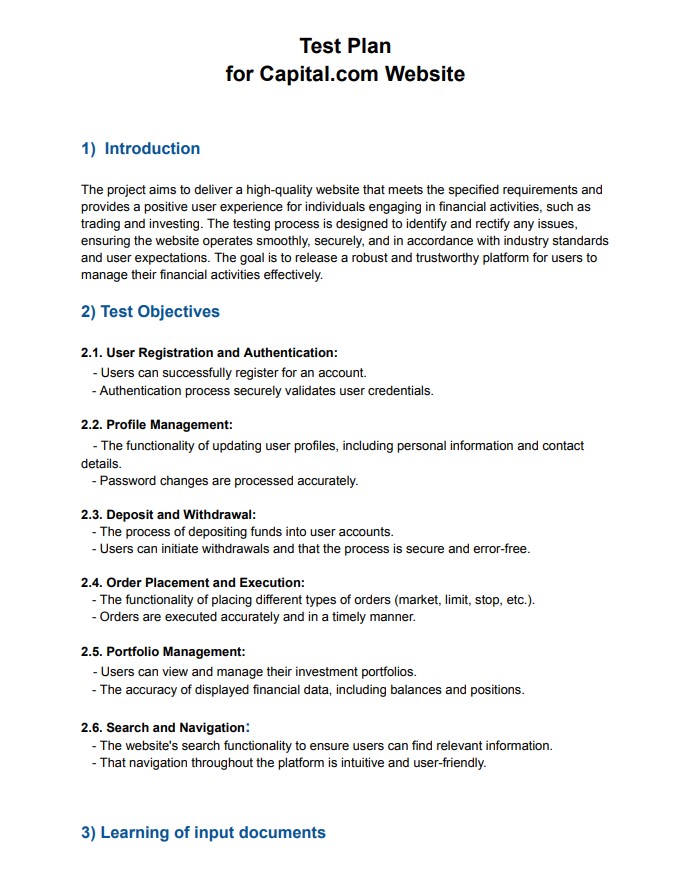 Test Plan
for Capital.com Website
1) Introduction
The project aims to deliver a high-quality website that meets the specified requirements and
provides a positive user experience for individuals engaging in financial activities, such as
trading and investing. The testing process is designed to identify and rectify any issues,
ensuring the website operates smoothly, securely, and in accordance with industry standards
and user expectations. The goal is to release a robust and trustworthy platform for users to
manage their financial activities effectively.
2) Test Objectives
2.1. User Registration and Authentication:
- Users can successfully register for an account.
- Authentication process securely validates user credentials.
2.2. Profile Management:
- The functionality of updating user profiles, including personal information and contact
details.
- Password changes are processed accurately.
2.3. Deposit and Withdrawal:
- The process of depositing funds into user accounts.
- Users can initiate withdrawals and that the process is secure and error-free.
2.4. Order Placement and Execution:
- The functionality of placing different types of orders (market, limit, stop, etc.).
- Orders are executed accurately and in a timely manner.
2.5. Portfolio Management:
- Users can view and manage their investment portfolios.
- The accuracy of displayed financial data, including balances and positions.
2.6. Search and Navigation:
- The website's search functionality to ensure users can find relevant information.
- That navigation throughout the platform is intuitive and user-friendly.
3) Learning of input documents